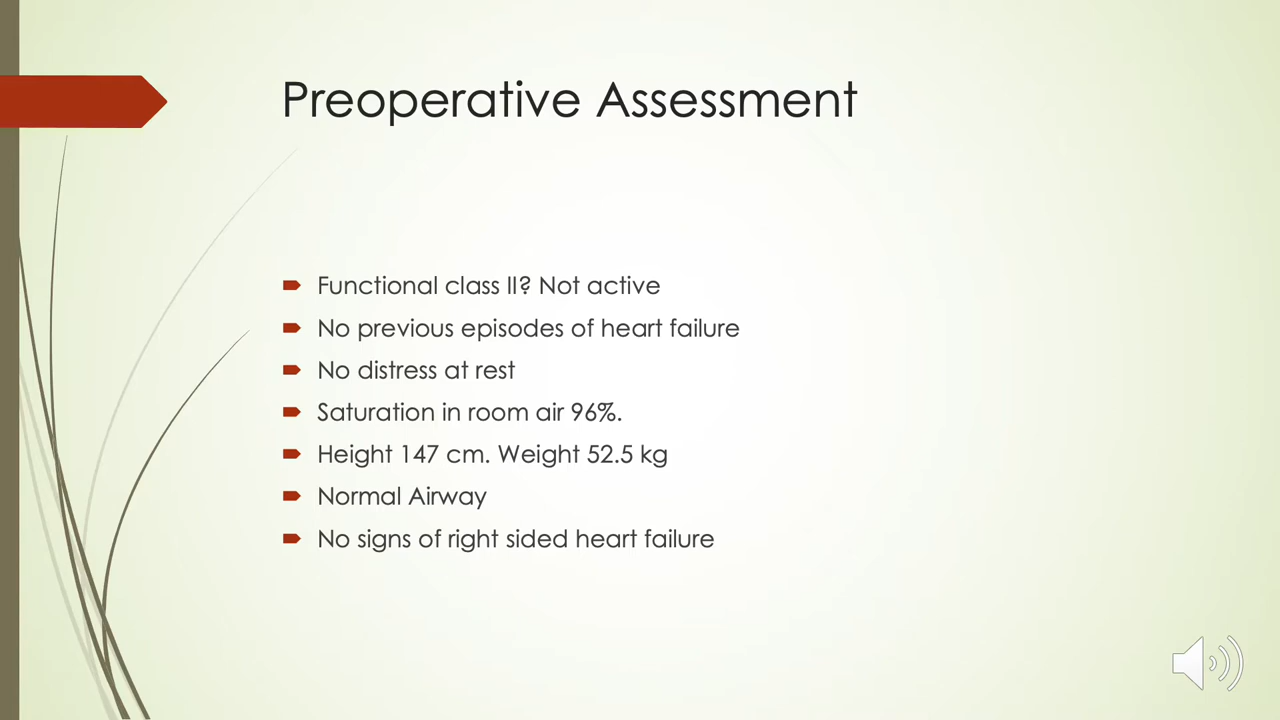 Preoperative Assessment
Functional class II? Not active
No previous episodes of heart failure
No distress at rest
Saturation in room air 96%.
Height 147 cm. Weight 52.5 kg
Normal Airway
No signs of right sided heart failure